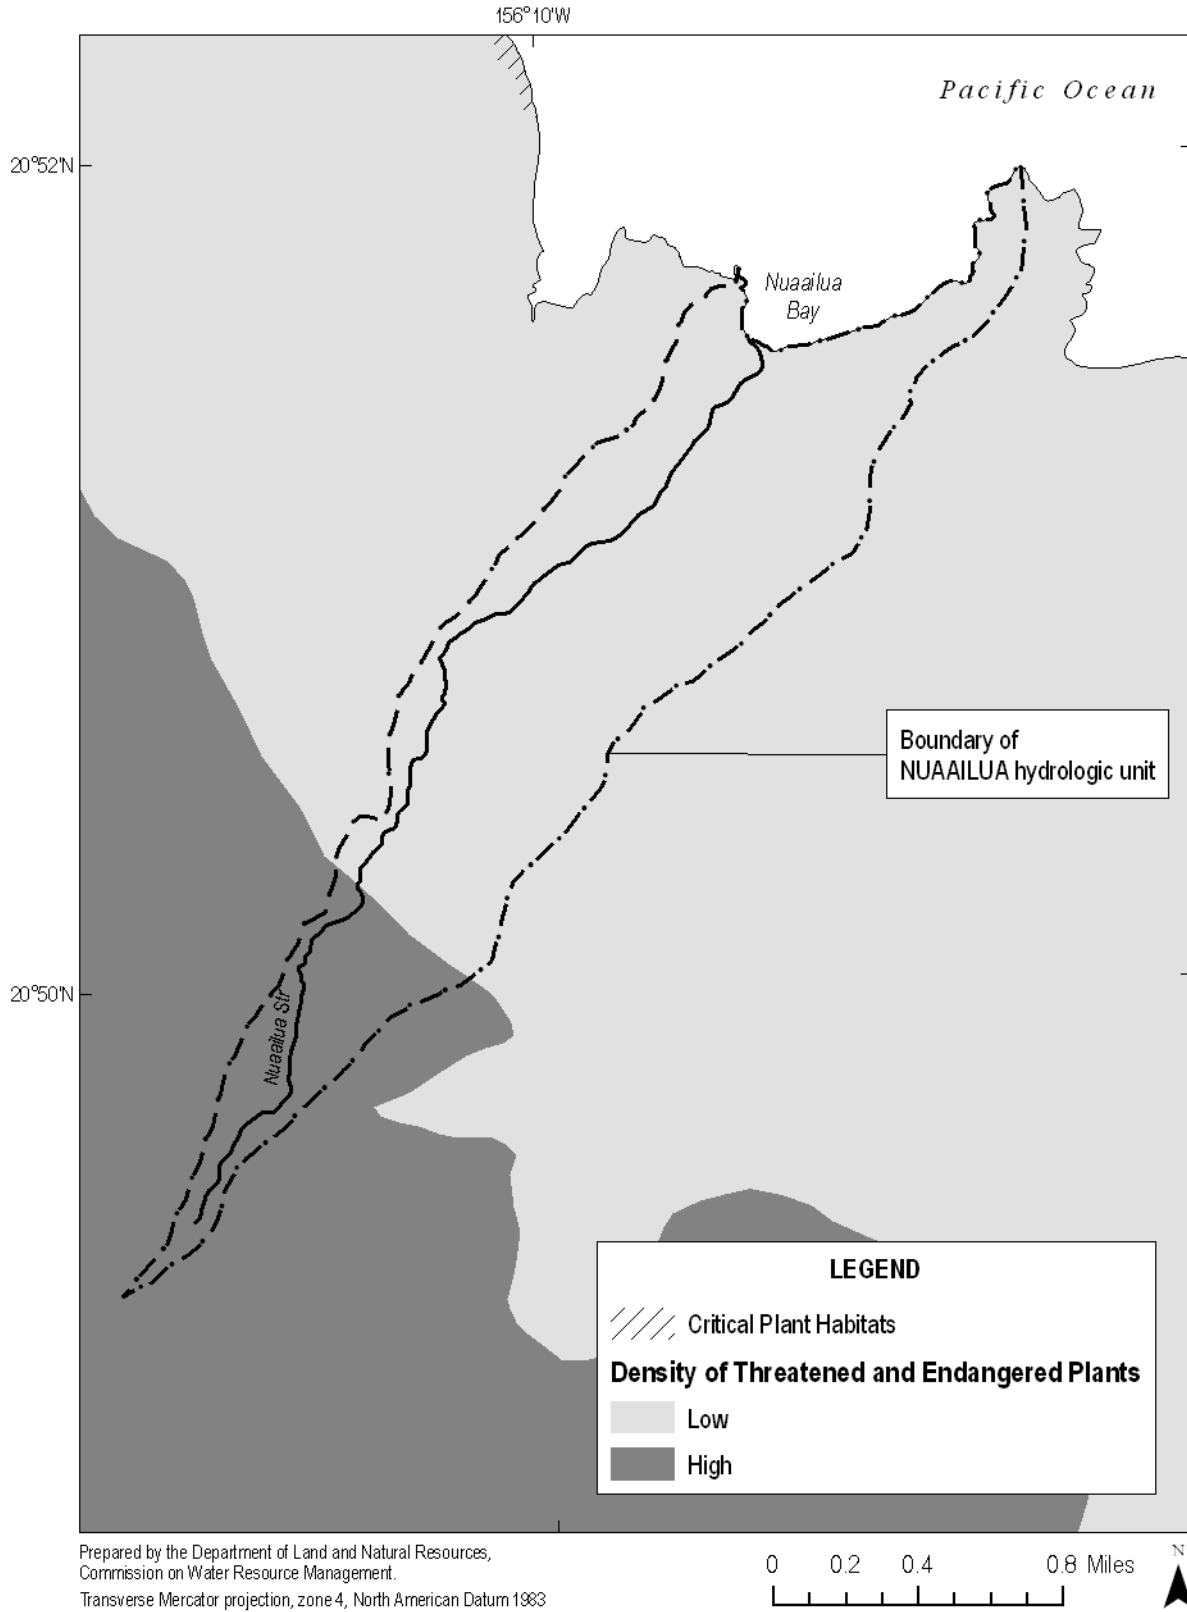 156°10'W
Pacific Ocean
20°52'N
Nuaailua
Bay
Boundary of
NUAAILUA hydrologic unit
20°50'N
Nuaailua Str
LEGEND
Critical Plant Habitats
Density of Threatened and Endangered Plants
Low
High
Prepared by the Department of Land and Natural Resources,
Commission on Water Resource Management.
Transverse Mercator projection, zone 4, North American Datum 1983
0 0.2 0.4 0.8 Miles
N